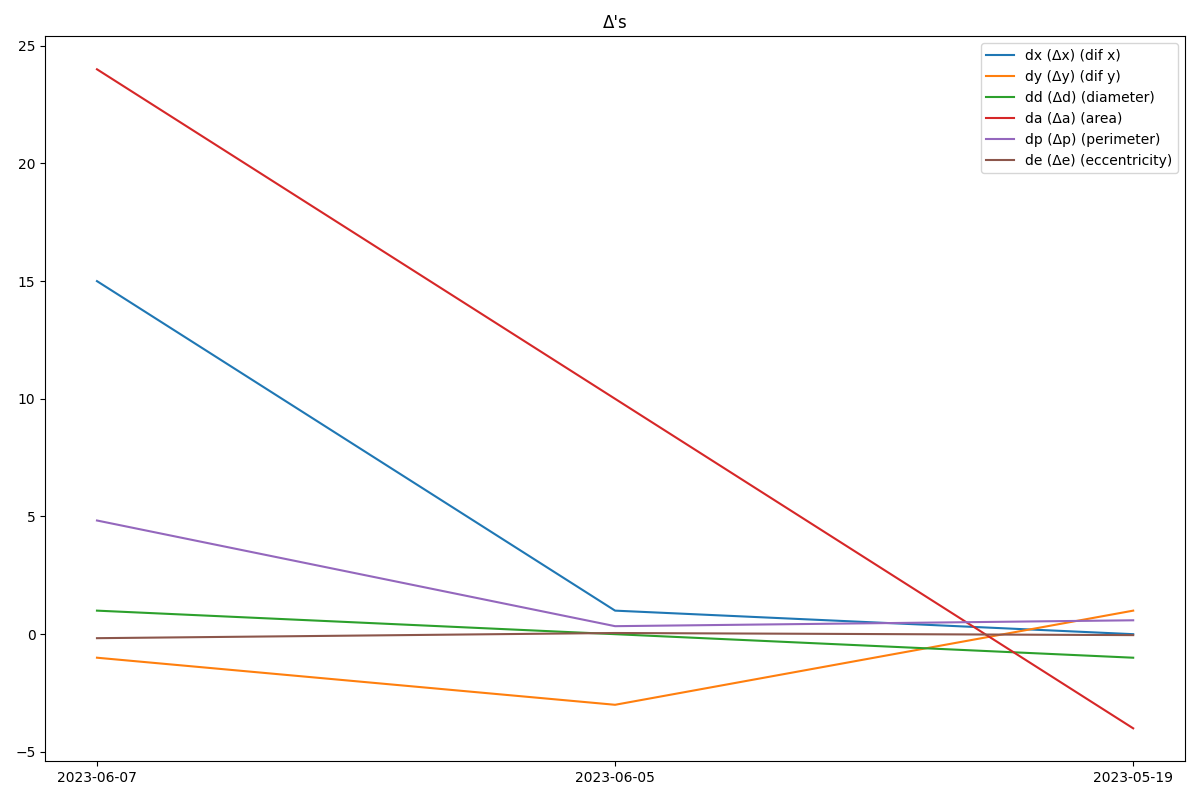 Δ's
25
20
15
10
5
0
−5
dx (Δx) (dif x)
dy (Δy) (dif y)
dd (Δd) (diameter)
da (Δa) (area)
dp (Δp) (perimeter)
de (Δe) (eccentricity)
2023-06-07
2023-06-05
2023-05-19